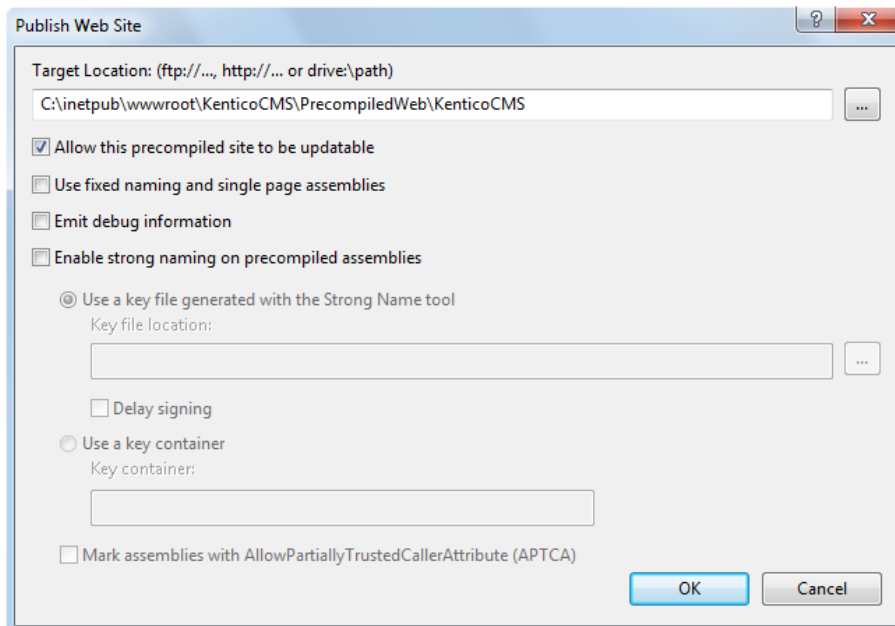 Publish Web Site
?
Target Location: (ftp://..., http://... or drive:\path)
C:\inetpub\wwwroot\KenticoCMS\PrecompiledWeb\KenticoCMS
...
Allow this precompiled site to be updatable
Use fixed naming and single page assemblies
Emit debug information
Enable strong naming on precompiled assemblies
Use a key file generated with the Strong Name tool
Key file location:
...
Delay signing
Use a key container
Key container:
Mark assemblies with AllowPartiallyTrustedCallerAttribute (APTCA)
OK Cancel